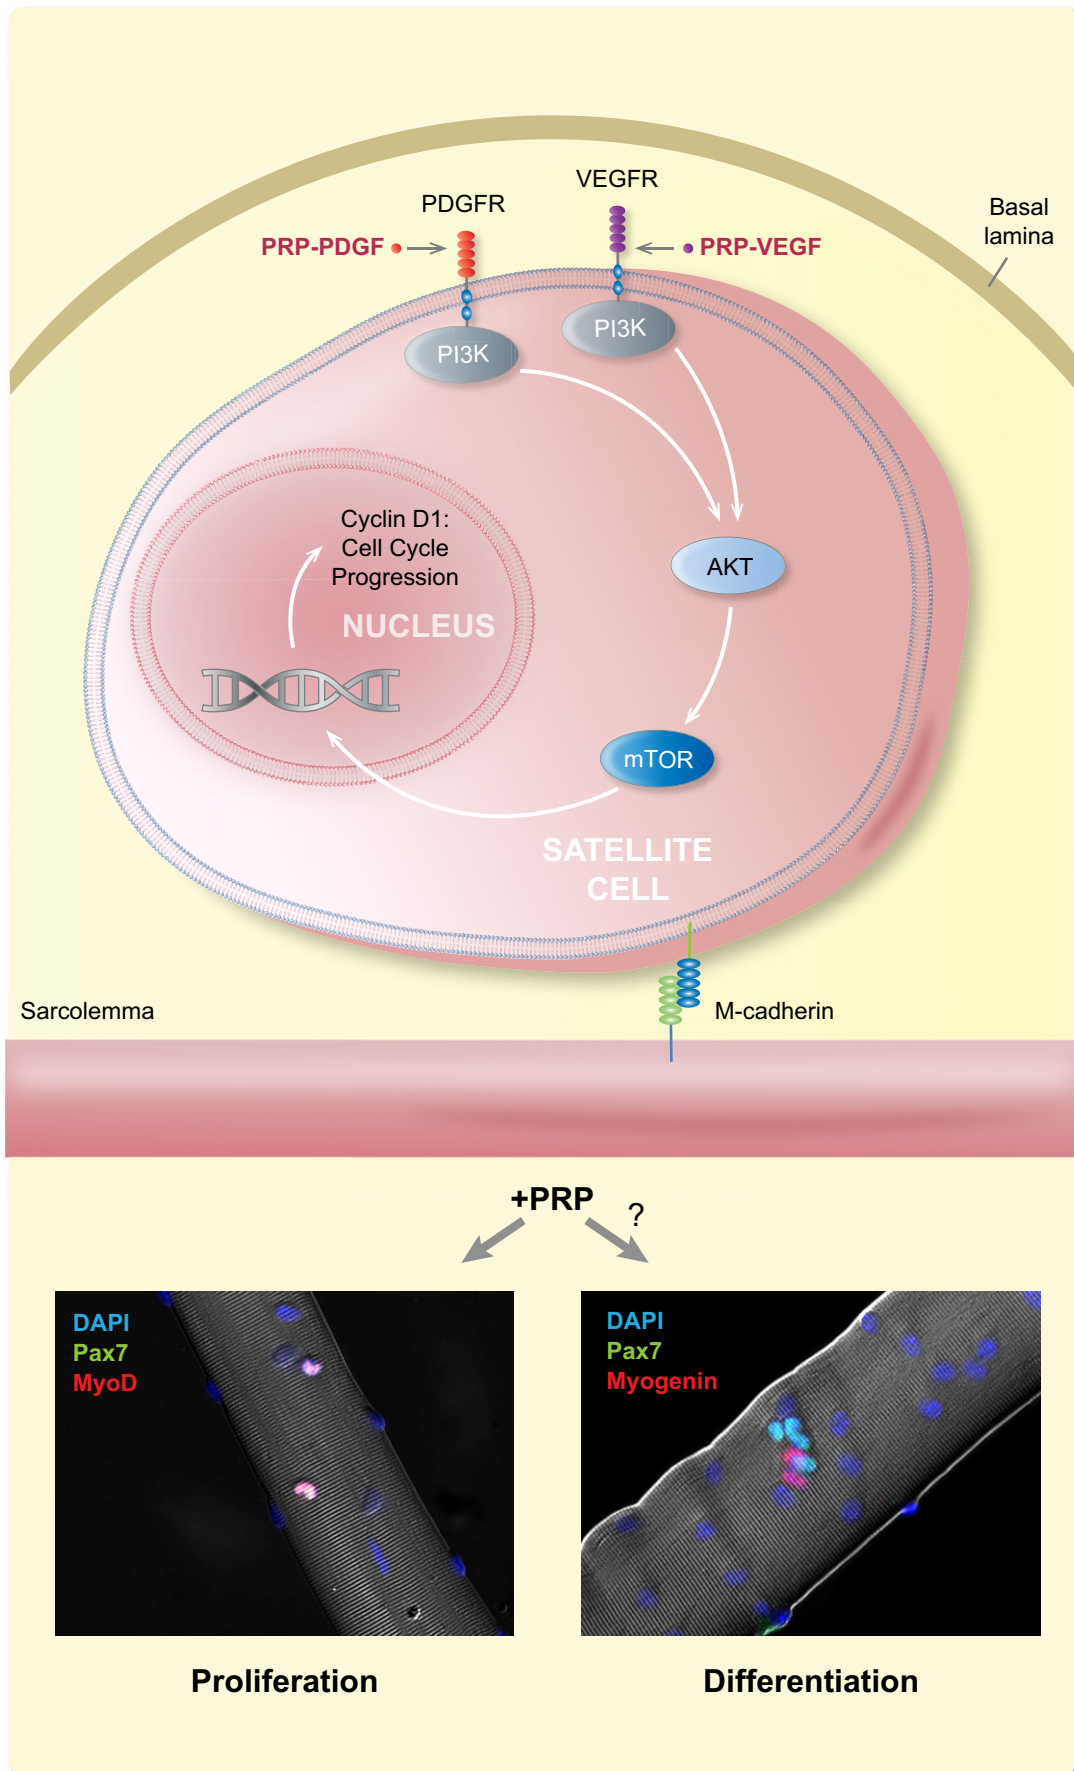 VEGFR
PDGFR
PRP-PDGF
PRP-VEGF
Basal
lamina
PI3K
PI3K
Cyclin D1:
Cell Cycle
Progression
NUCLEUS
AKT
mTOR
SATELLITE
CELL
Sarcolemma
M-cadherin
+PRP
?
DAPI
Pax7
MyoD
DAPI
Pax7
Myogenin
Proliferation
Differentiation